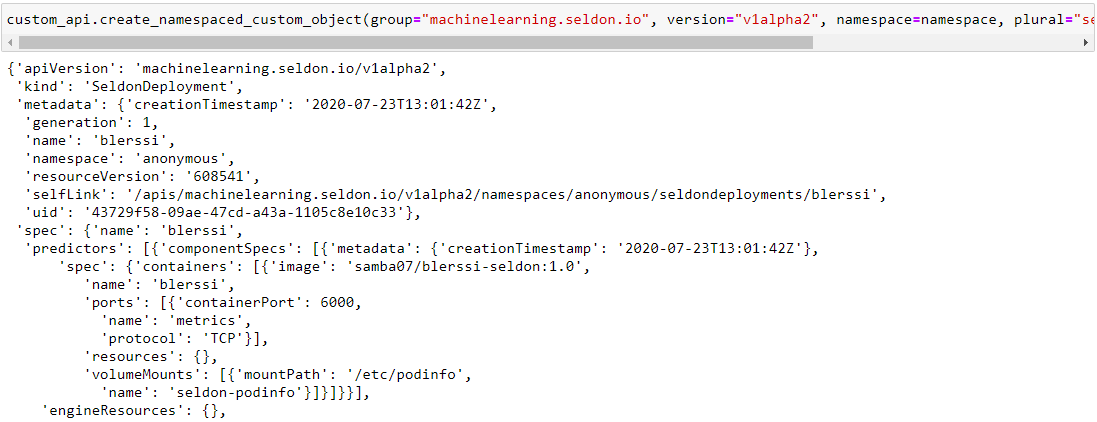 custom_api.create_namespaced_custom_object(group="machinelearning.seldon.io", version="v1alpha2", namespace=namespace, plural="se
{'apiVersion': 'machinelearning.seldon.io/v1alpha2',
 'kind': 'SeldonDeployment',
 'metadata': {'creationTimestamp': '2020-07-23T13:01:42Z',
  'generation': 1,
  'name': 'blerssi',
  'namespace': 'anonymous',
  'resourceVersion': '608541',
  'selfLink': '/apis/machinelearning.seldon.io/v1alpha2/namespaces/anonymous/seldondeployments/blerssi',
  'uid': '43729f58-09ae-47cd-a43a-1105c8e10c33'},
 'spec': {'name': 'blerssi',
  'predictors': [{'componentSpecs': [{'metadata': {'creationTimestamp': '2020-07-23T13:01:42Z'},
      'spec': {'containers': [{'image': 'samba07/blerssi-seldon:1.0',
         'name': 'blerssi',
         'ports': [{'containerPort': 6000,
           'name': 'metrics',
           'protocol': 'TCP'}],
         'resources': {},
         'volumeMounts': [{'mountPath': '/etc/podinfo',
           'name': 'seldon-podinfo'}]}]}}],
    'engineResources': {},